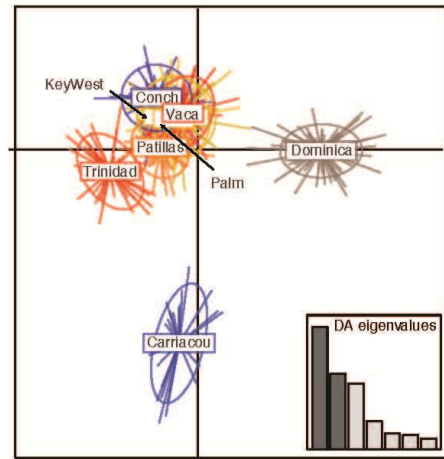 KeyWest
Conch
Vaca
Patillas
Dominica
Trinidad
Palm
Carriacou
DA eigenvalues